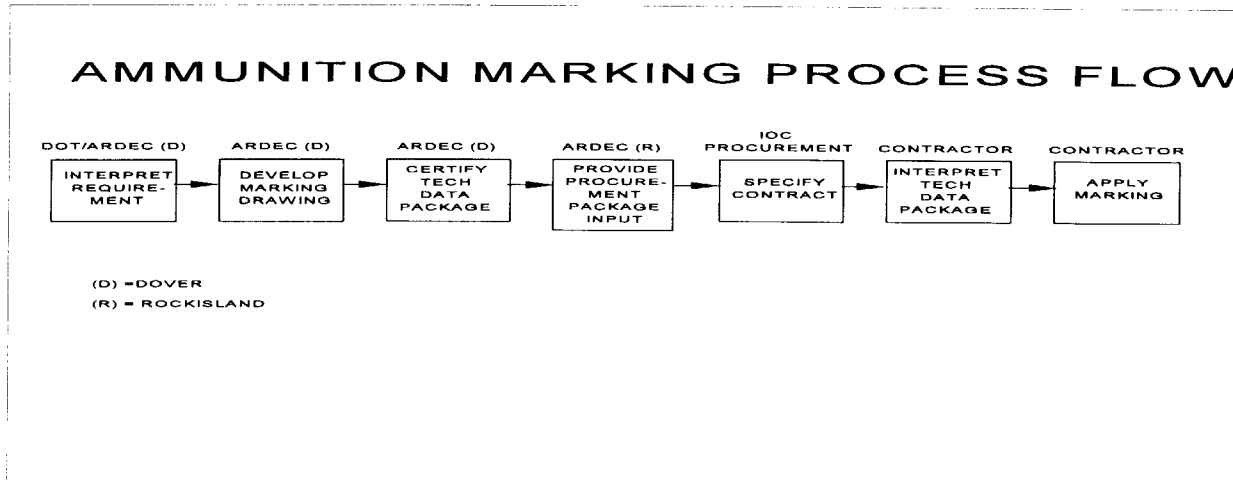 AMMUNITION MARKING PROCESS FLOW
DOT/ARDEC (D)
INTERPRET
REQUIRE-
MENT
ARDEC (D)
DEVELOP
MARKING
DRAWING
ARDEC (D)
CERTIFY
TECH
DATA
PACKAGE
ARDEC (R)
PROVIDE
PROCURE-
MENT
PACKAGE
INPUT
IOC
PROCUREMENT
SPECIFY
CONTRACT
CONTRACTOR
INTERPRET
TECH
DATA
PACKAGE
CONTRACTOR
APPLY
MARKING
(D) =DOVER
(R) = ROCKISLAND